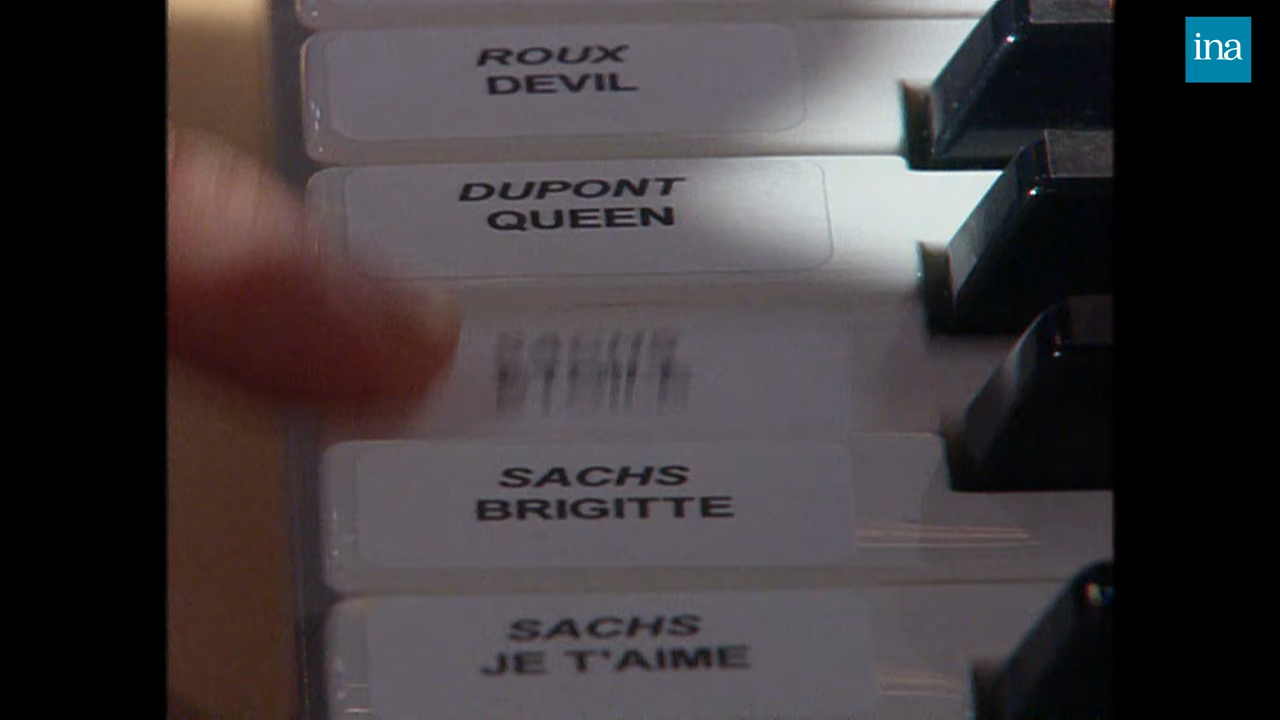 ina
ROUX
DEVIL
DUPONT
QUEEN
SACHS
BRIGITTE
SACHS
JE T'AIME